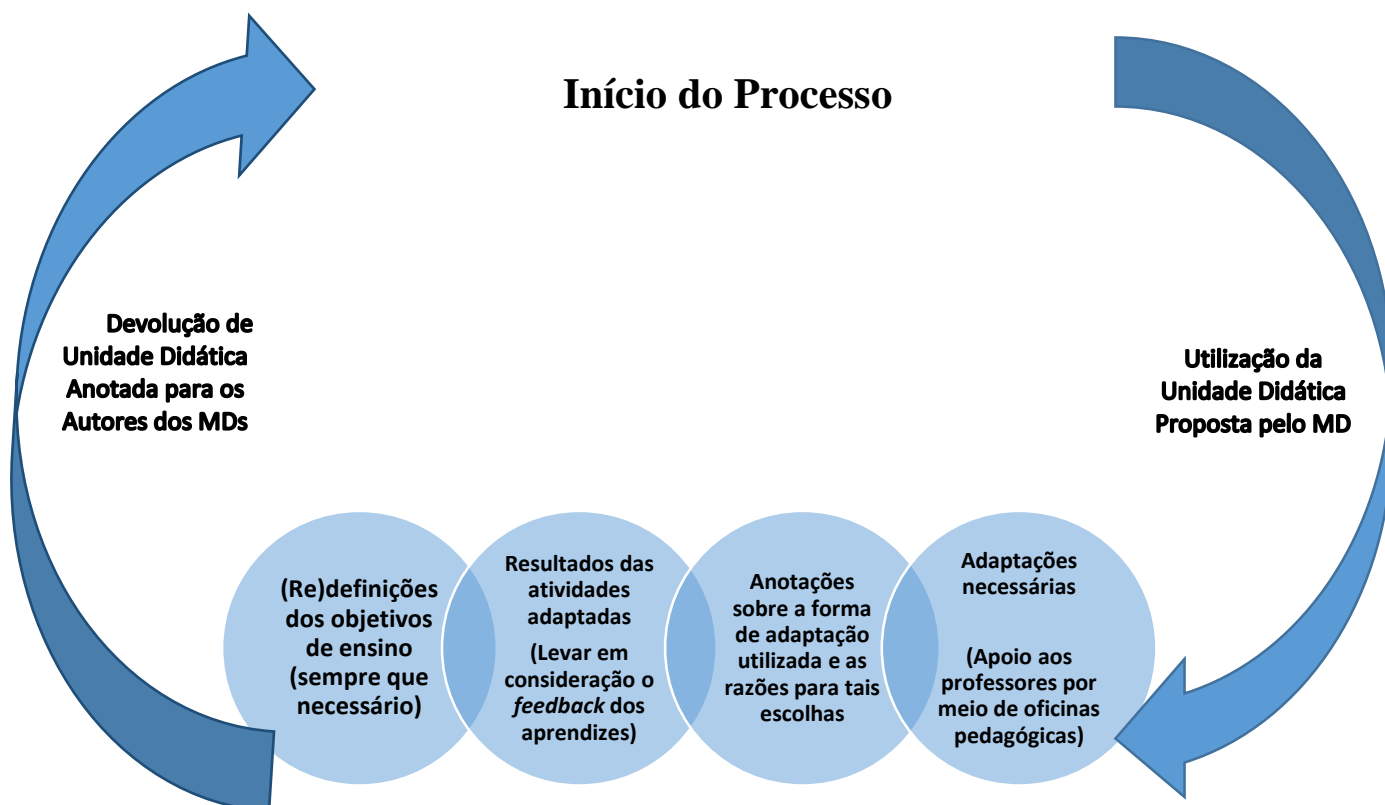 Início do Processo
Devolução de
Unidade Didática
Anotada para os
Autores dos MDs
Utilização da
Unidade Didática
Proposta pelo MD
(Re)definições
dos objetivos
de ensino
(sempre que
necessário)
Resultados das
atividades
adaptadas
(Levar em
consideração o
feedback dos
aprendizes)
Anotações
sobre a forma
de adaptação
utilizada e as
razões para tais
escolhas
Adaptações
necessárias
(Apoio aos
professores por
meio de oficinas
pedagógicas)